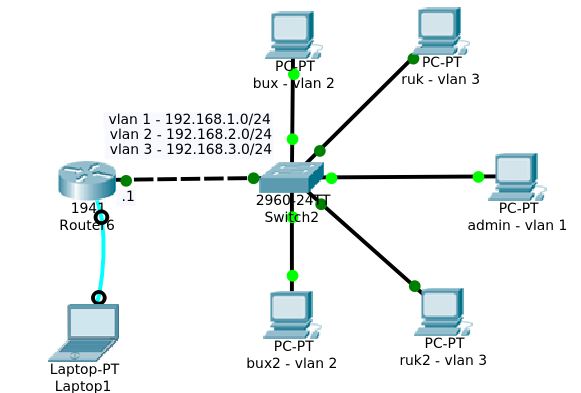 PC-PT
bux - vlan 2
PC-PT
ruk - vlan 3
vlan 1 - 192.168.1.0/24
vlan 2 - 192.168.2.0/24
vlan 3 - 192.168.3.0/24
.1
194
Router6
2960-24TT
Switch2
PC-PT
admin - vlan 1
PC-PT
bux2 - vlan 2
PC-PT
ruk2 - vlan 3
Laptop-PT
Laptop1